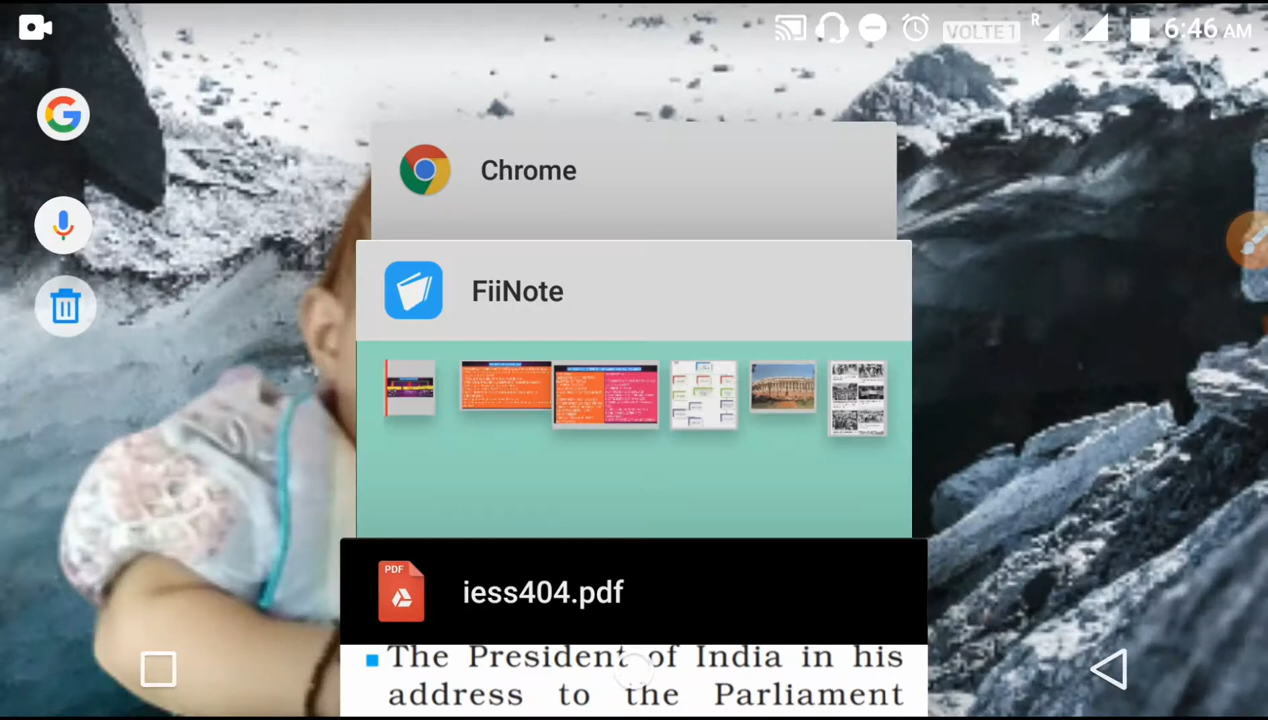 VOLTE 1
R
6:46 AM
Chrome
FiiNote
PDF
iess404.pdf
The President of India in his
address to the Parliament